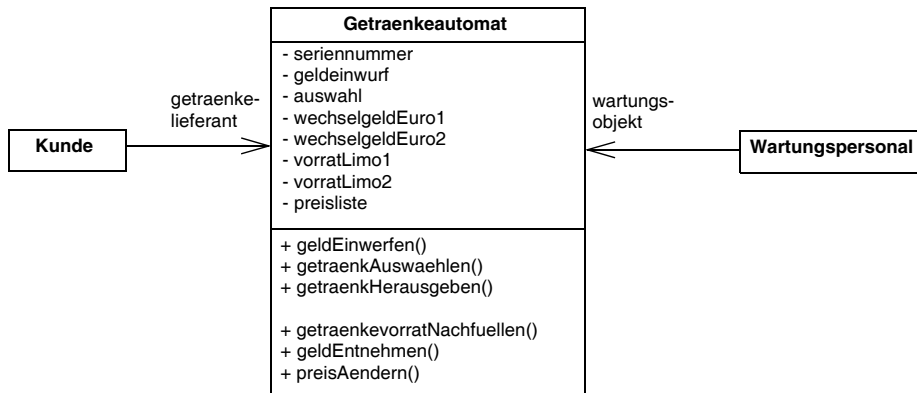 Getraenkeautomat
- seriennummer
- geldeinwurf
- auswahl
- wechselgeldEuro1
- wechselgeldEuro2
- vorratLimo1
- vorratLimo2
- preisliste
+ geldEinwerfen()
+ getraenkAuswaehlen()
+ getraenkHerausgeben()
+ getraenkevorratNachfuellen()
+ geldEntnehmen()
+ preisAendern()
getraenke-
lieferant
Kunde
wartungs-
objekt
Wartungspersonal